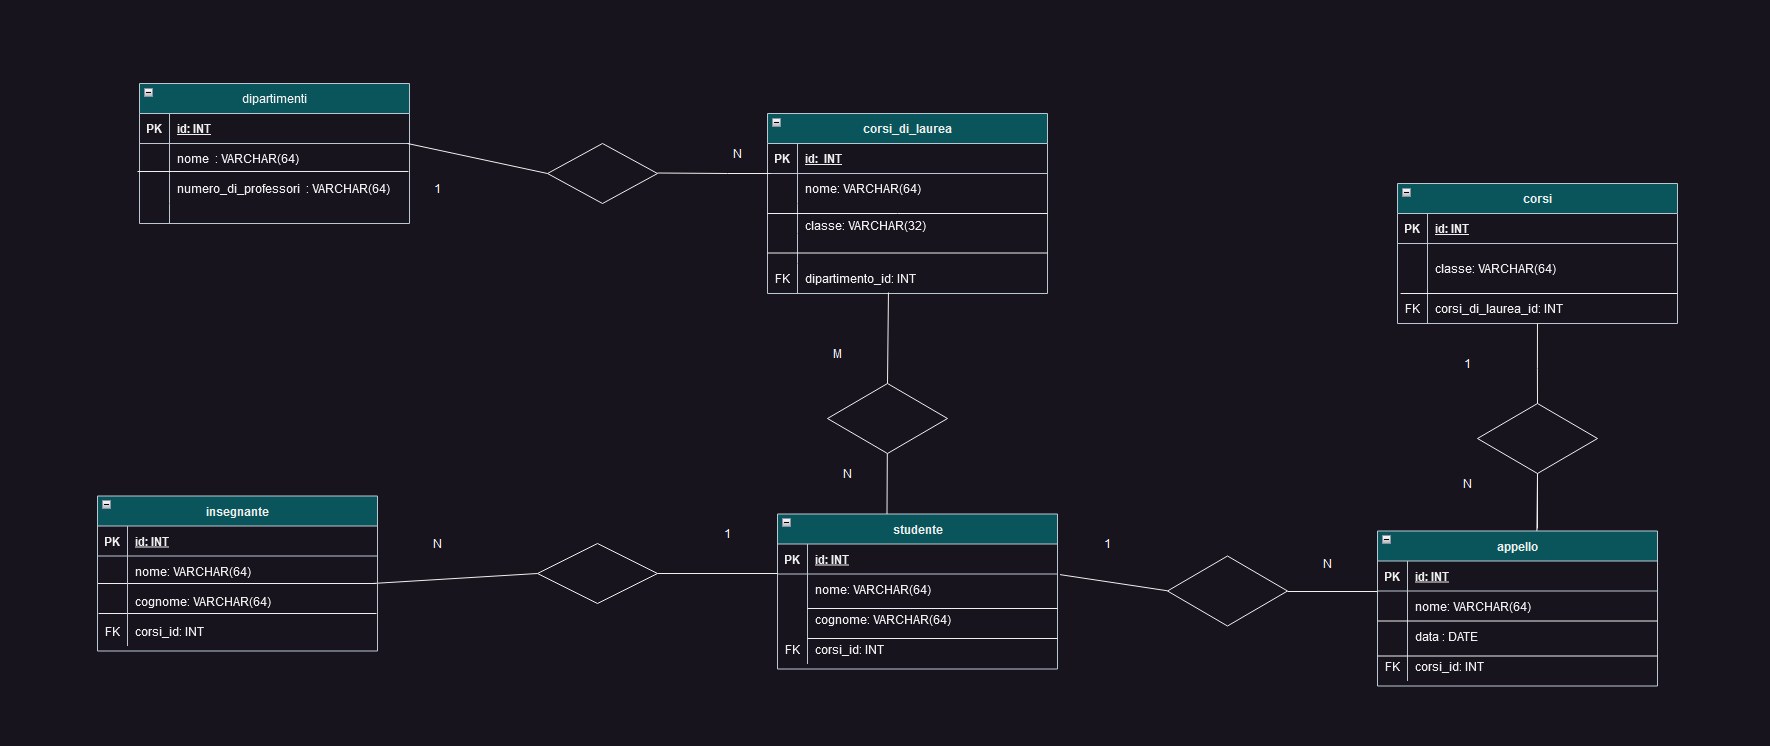 dipartimenti
PK id: INT
nome : VARCHAR(64)
numero_di_professori : VARCHAR(64)
1
N
corsi_di_laurea
PK id: INT
nome: VARCHAR(64)
classe: VARCHAR(32)
FK dipartimento_id: INT
corsi
PK id: INT
classe: VARCHAR(64)
FK corsi_di_laurea_id: INT
M
N
1
N
insegnante
PK id: INT
nome: VARCHAR(64)
cognome: VARCHAR(64)
FK corsi_id: INT
N
1
studente
PK id: INT
nome: VARCHAR(64)
cognome: VARCHAR(64)
FK corsi_id: INT
1
N
appello
PK id: INT
nome: VARCHAR(64)
data : DATE
FK corsi_id: INT